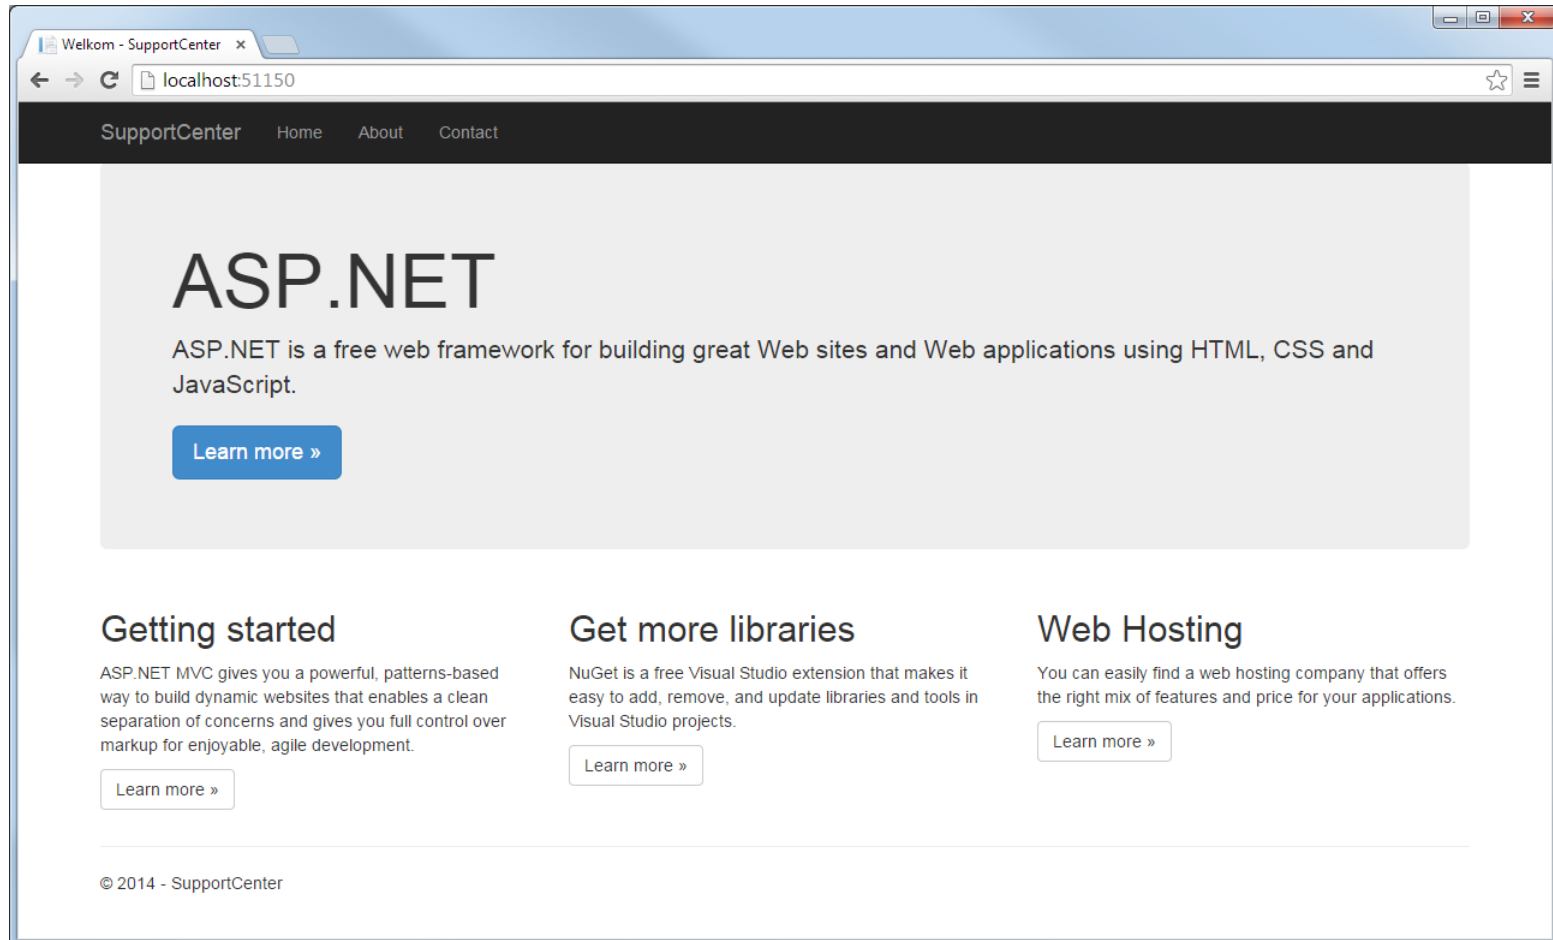 Welkom - SupportCenter
localhost:51150
SupportCenter Home About Contact
ASP.NET
ASP.NET is a free web framework for building great Web sites and Web applications using HTML, CSS and
JavaScript.
Learn more »
Getting started
ASP.NET MVC gives you a powerful, patterns-based
way to build dynamic websites that enables a clean
separation of concerns and gives you full control over
markup for enjoyable, agile development.
Learn more »
Get more libraries
NuGet is a free Visual Studio extension that makes it
easy to add, remove, and update libraries and tools in
Visual Studio projects.
Learn more »
Web Hosting
You can easily find a web hosting company that offers
the right mix of features and price for your applications.
Learn more »
© 2014 - SupportCenter